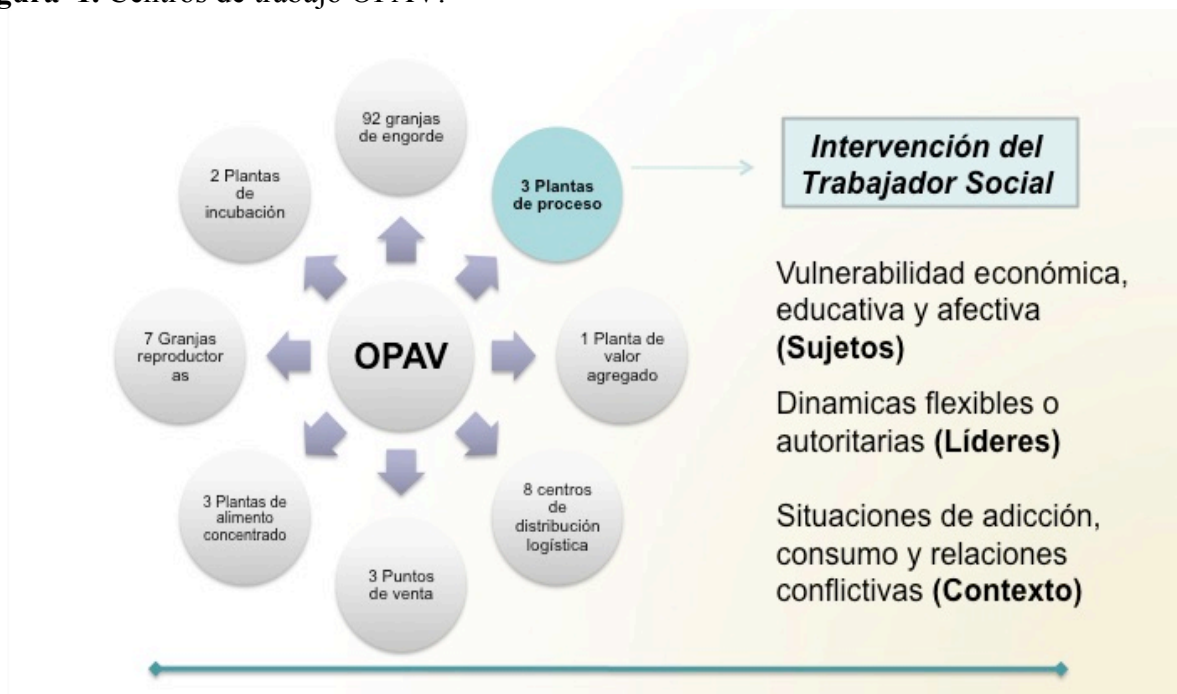 gura 1. Centros de trabajo OPAV.
92 granjas
de engorde
3 Plantas
de proceso
1 Planta de
valor
agregado
8 centros
de
distribución
logística
3 Puntos
de venta
3 Plantas de
alimento
concentrado
7 Granjas
reproductor
as
2 Plantas
de
incubación
OPAV
Intervención del
Trabajador Social
Vulnerabilidad económica,
educativa y afectiva
(Sujetos)
Dinamicas flexibles o
autoritarias (Líderes)
Situaciones de adicción,
consumo y relaciones
conflictivas (Contexto)